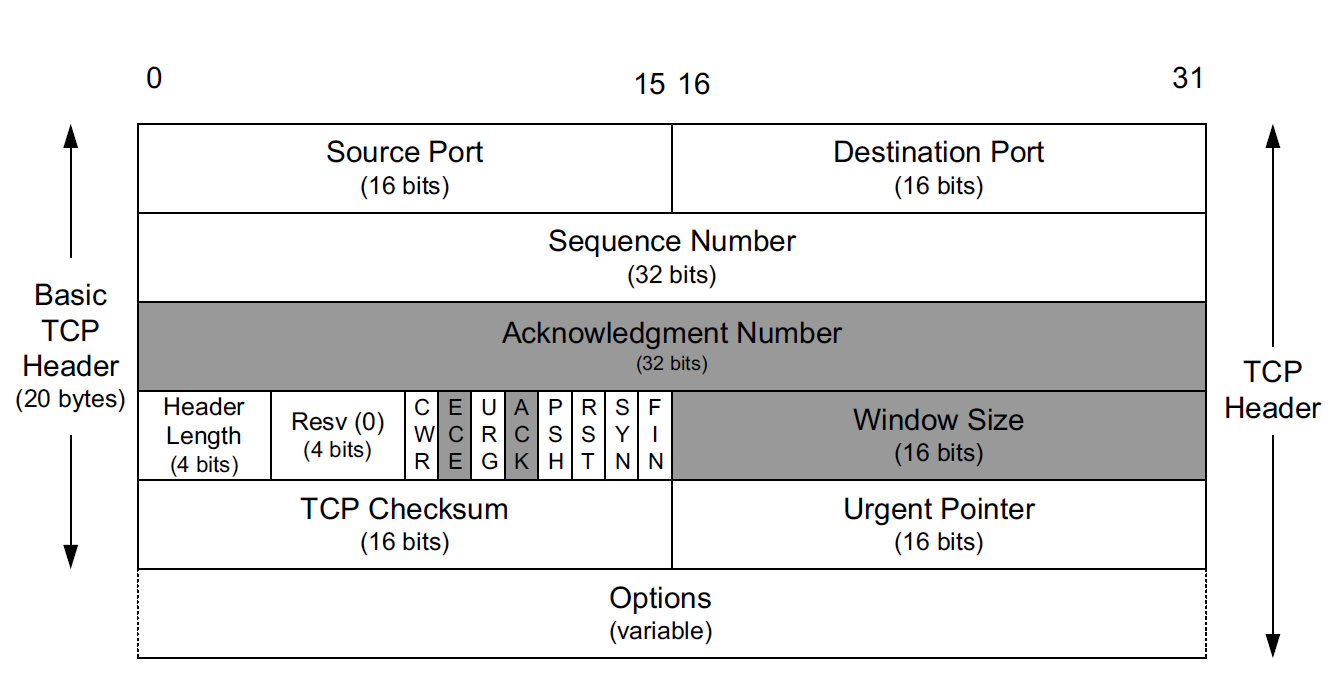 0 15 16 31
Source Port
(16 bits)
Destination Port
(16 bits)
Sequence Number
(32 bits)
Acknowledgment Number
(32 bits)
Basic
TCP
Header
(20 bytes)
TCP
Header
Header
Length
(4 bits)
Resv (0)
(4 bits)
CWR
ECE
URG
ACK
PSH
RST
SYN
FIN
Window Size
(16 bits)
TCP Checksum
(16 bits)
Urgent Pointer
(16 bits)
Options
(variable)